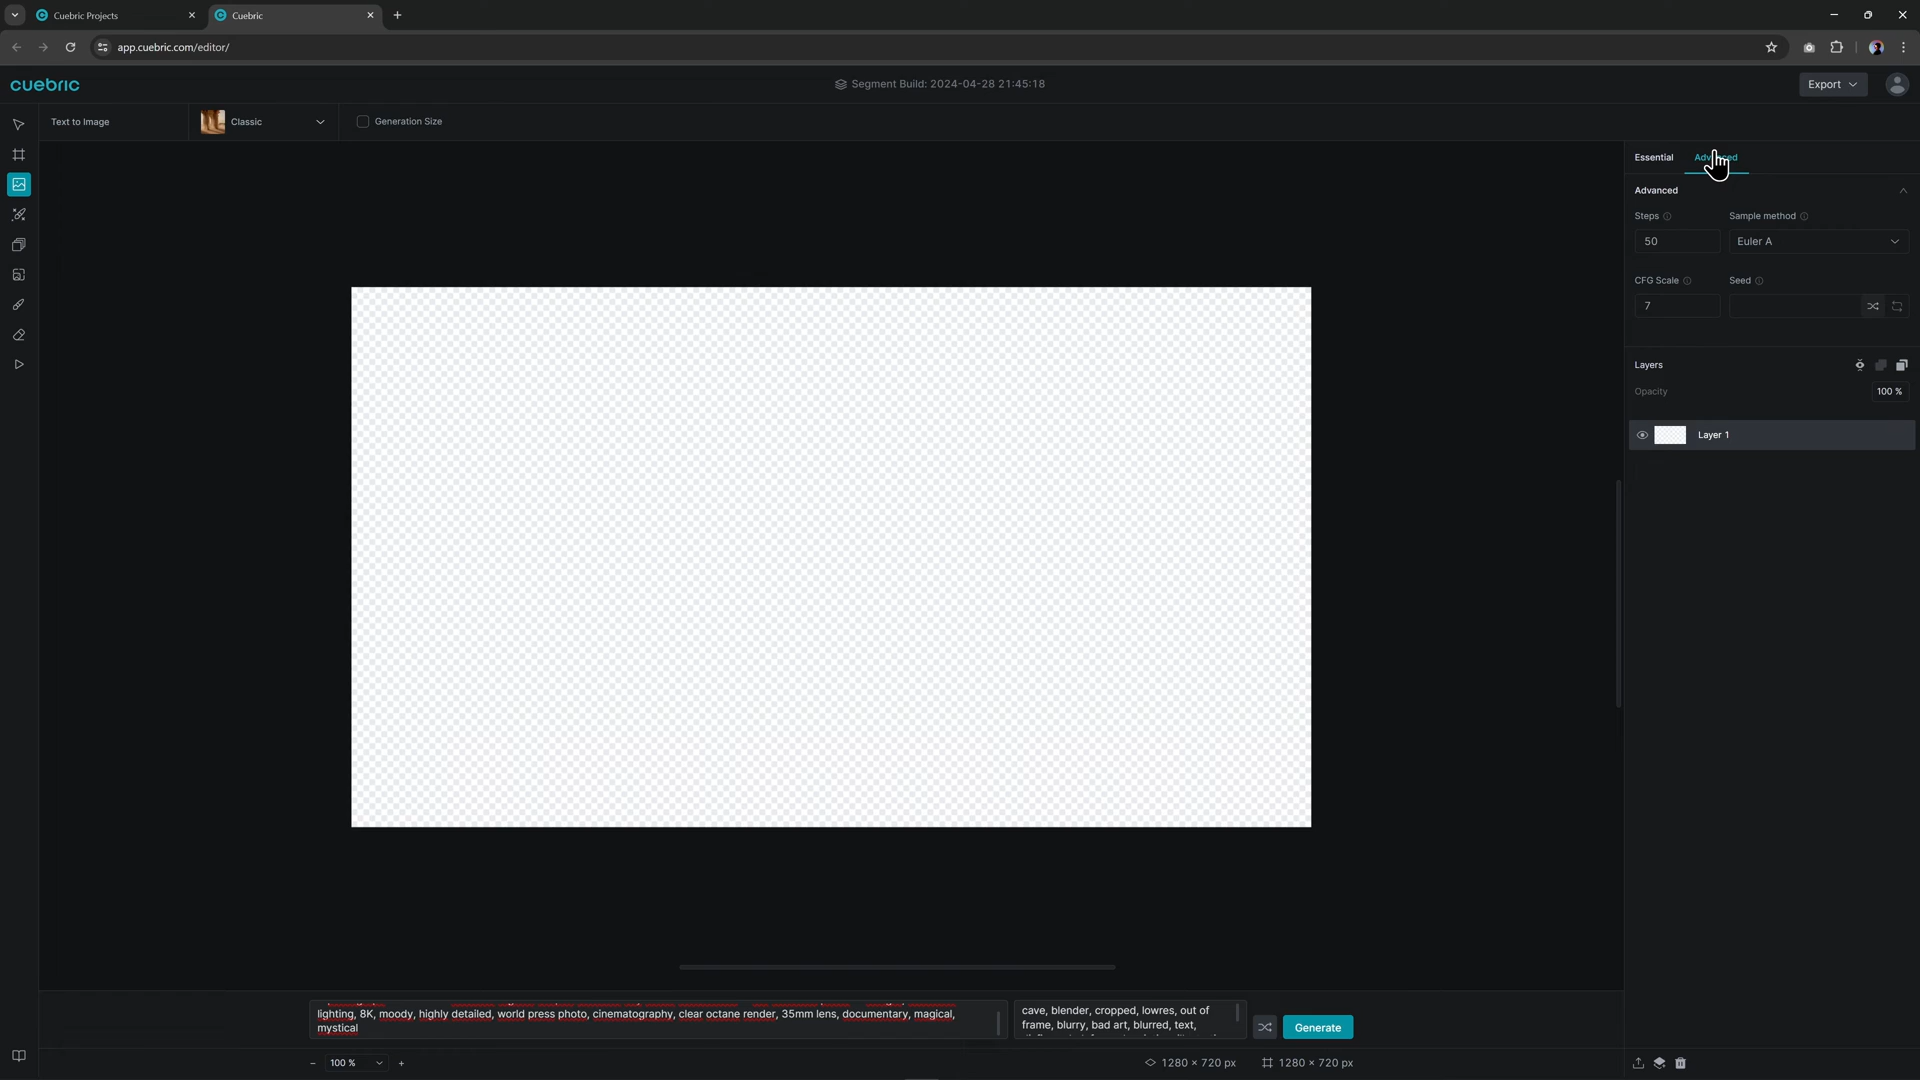 Cuebric Projects
Cuebric
app.cuebric.com/editor/
cuebric
Segment Build: 2024-04-28 21:45:18
Export
Text to Image
Classic
Generation Size
Essential
Advanced
Advanced
Steps
Sample method
50
Euler A
CFG Scale
Seed
7
Layers
Opacity
100 %
Layer 1
lighting, 8K, moody, highly detailed, world press photo, cinematography, clear octane render, 35mm lens, documentary, magical,
mystical
cave, blender, cropped, lowres, out of
frame, blurry, bad art, blurred, text,
Generate
100 %
1280 × 720 px
1280 × 720 px